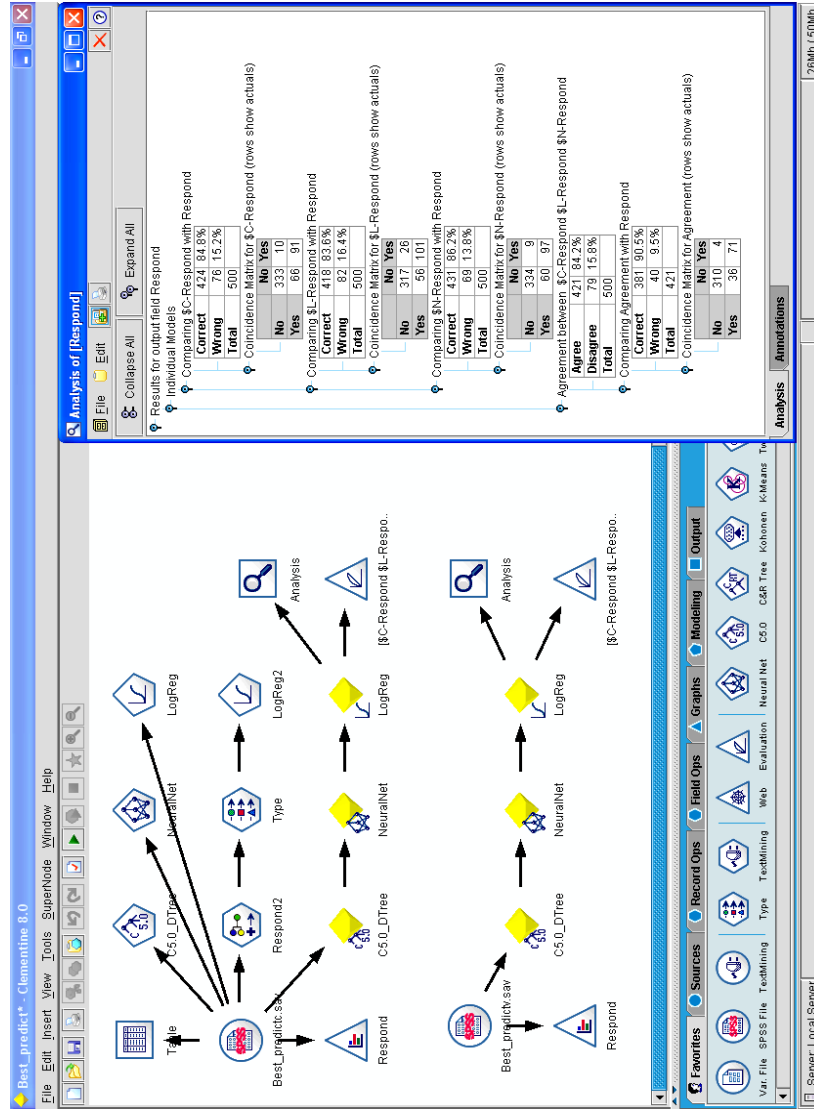 Best_predict* - Clementine 8.0
File Edit Insert View Tools SuperNode Window Help
Table
C5.0_DTree
NeuralNet
LogReg
Best_predictc.sav
Respond2
Type
LogReg2
Respond
C5.0_DTree
NeuralNet
LogReg
Analysis
[$C-Respond $L-Respo..
Best_predictv.sav
Respond
C5.0_DTree
NeuralNet
LogReg
Analysis
[$C-Respond $L-Respo..
Favorites Sources Record Ops Field Ops Graphs Modeling Output
Var. File SPSS File TextMining Type TextMining Web Evaluation Neural Net C5.0 C&R Tree Kohonen K-Means
Server: Local Server
26Mb / 50Mb
Analysis of [Respond]
File Edit
Collapse All Expand All
Results for output field Respond
Individual Models
Comparing $C-Respond with Respond
Correct 424 84.8%
Wrong 76 15.2%
Total 500
Coincidence Matrix for $C-Respond (rows show actuals)
No Yes
No 333 10
Yes 66 91
Comparing $L-Respond with Respond
Correct 418 83.6%
Wrong 82 16.4%
Total 500
Coincidence Matrix for $L-Respond (rows show actuals)
No Yes
No 317 26
Yes 56 101
Comparing $N-Respond with Respond
Correct 431 86.2%
Wrong 69 13.8%
Total 500
Coincidence Matrix for $N-Respond (rows show actuals)
No Yes
No 334 9
Yes 60 97
Agreement between $C-Respond $L-Respond $N-Respond
Agree 421 84.2%
Disagree 79 15.8%
Total 500
Comparing Agreement with Respond
Correct 381 90.5%
Wrong 40 9.5%
Total 421
Coincidence Matrix for Agreement (rows show actuals)
No Yes
No 310 4
Yes 36 71
Analysis Annotations